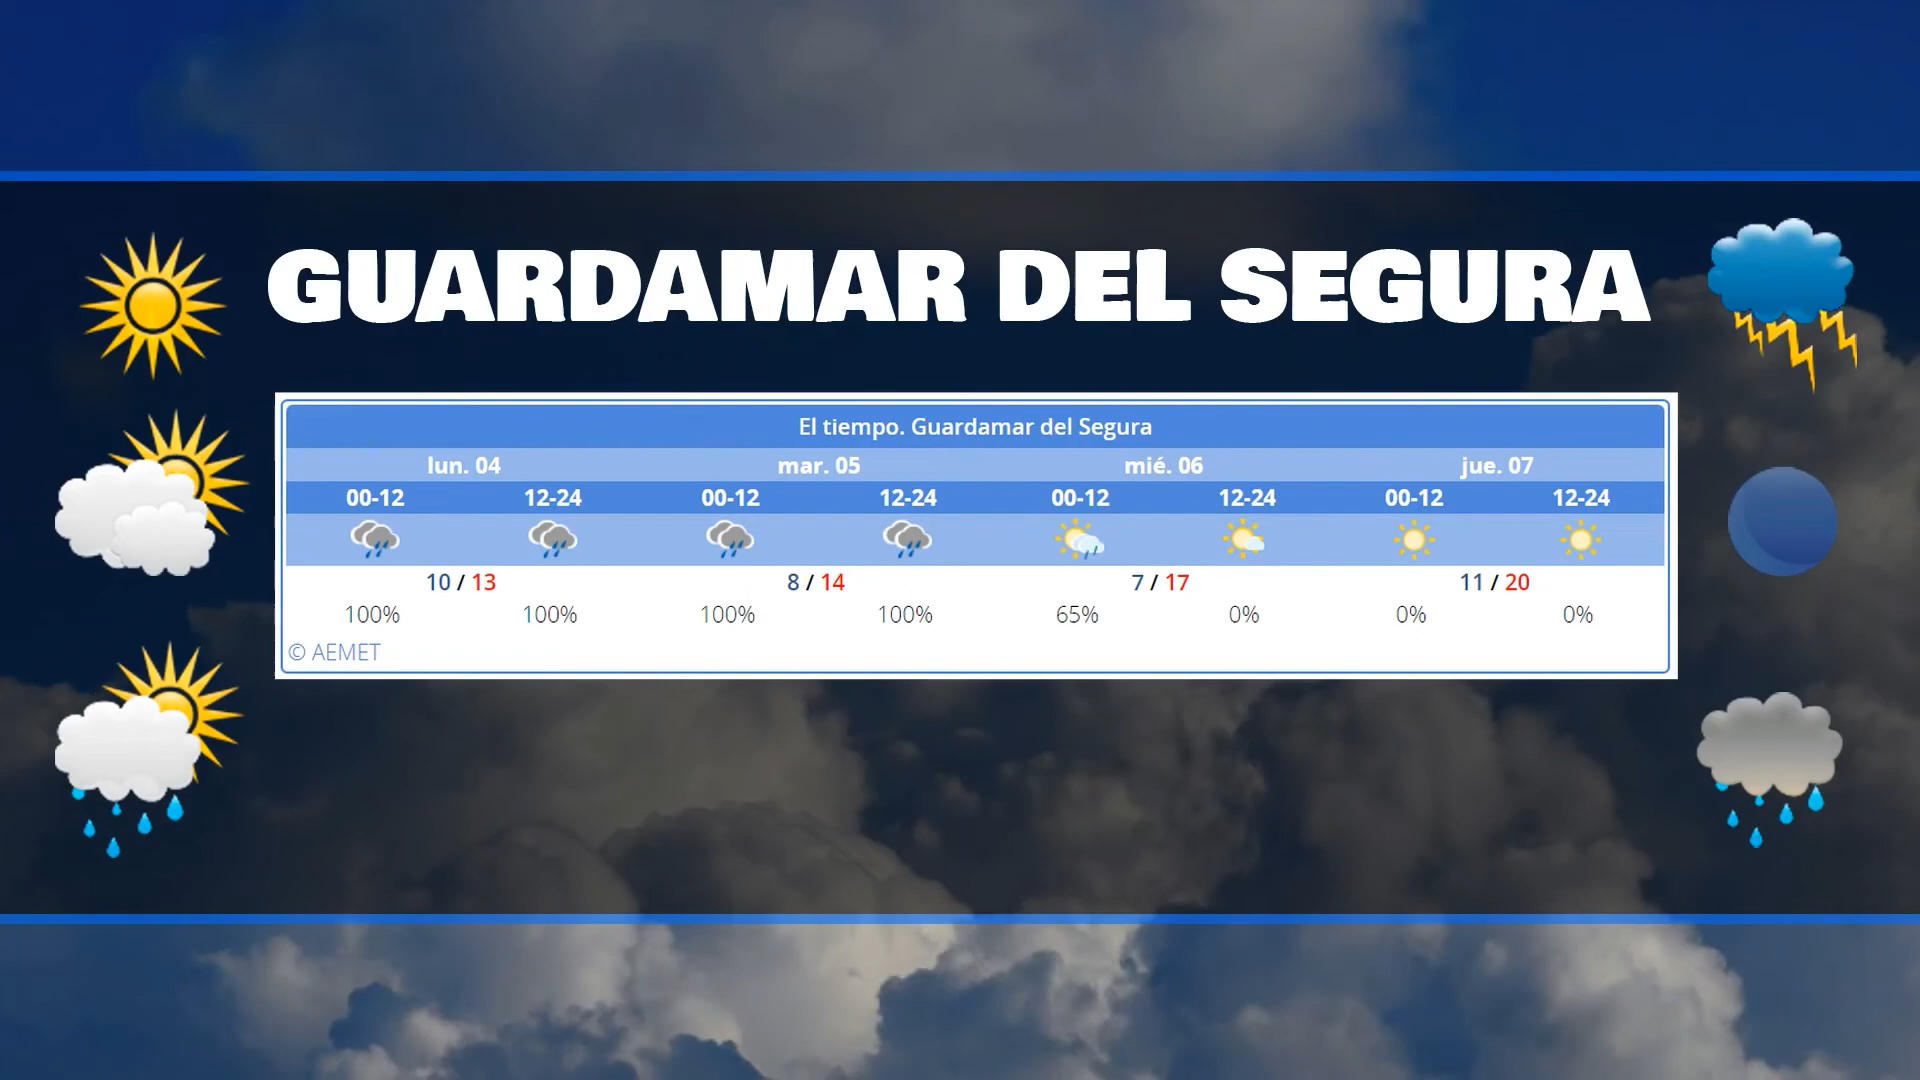 GUARDAMAR DEL SEGURA
El tiempo. Guardamar del Segura
lun. 04 mar. 05 mié. 06 jue. 07
00-12 12-24 00-12 12-24 00-12 12-24 00-12 12-24
10 / 13 8 / 14 7 / 17 11 / 20
100% 100% 100% 100% 65% 0% 0% 0%
© AEMET